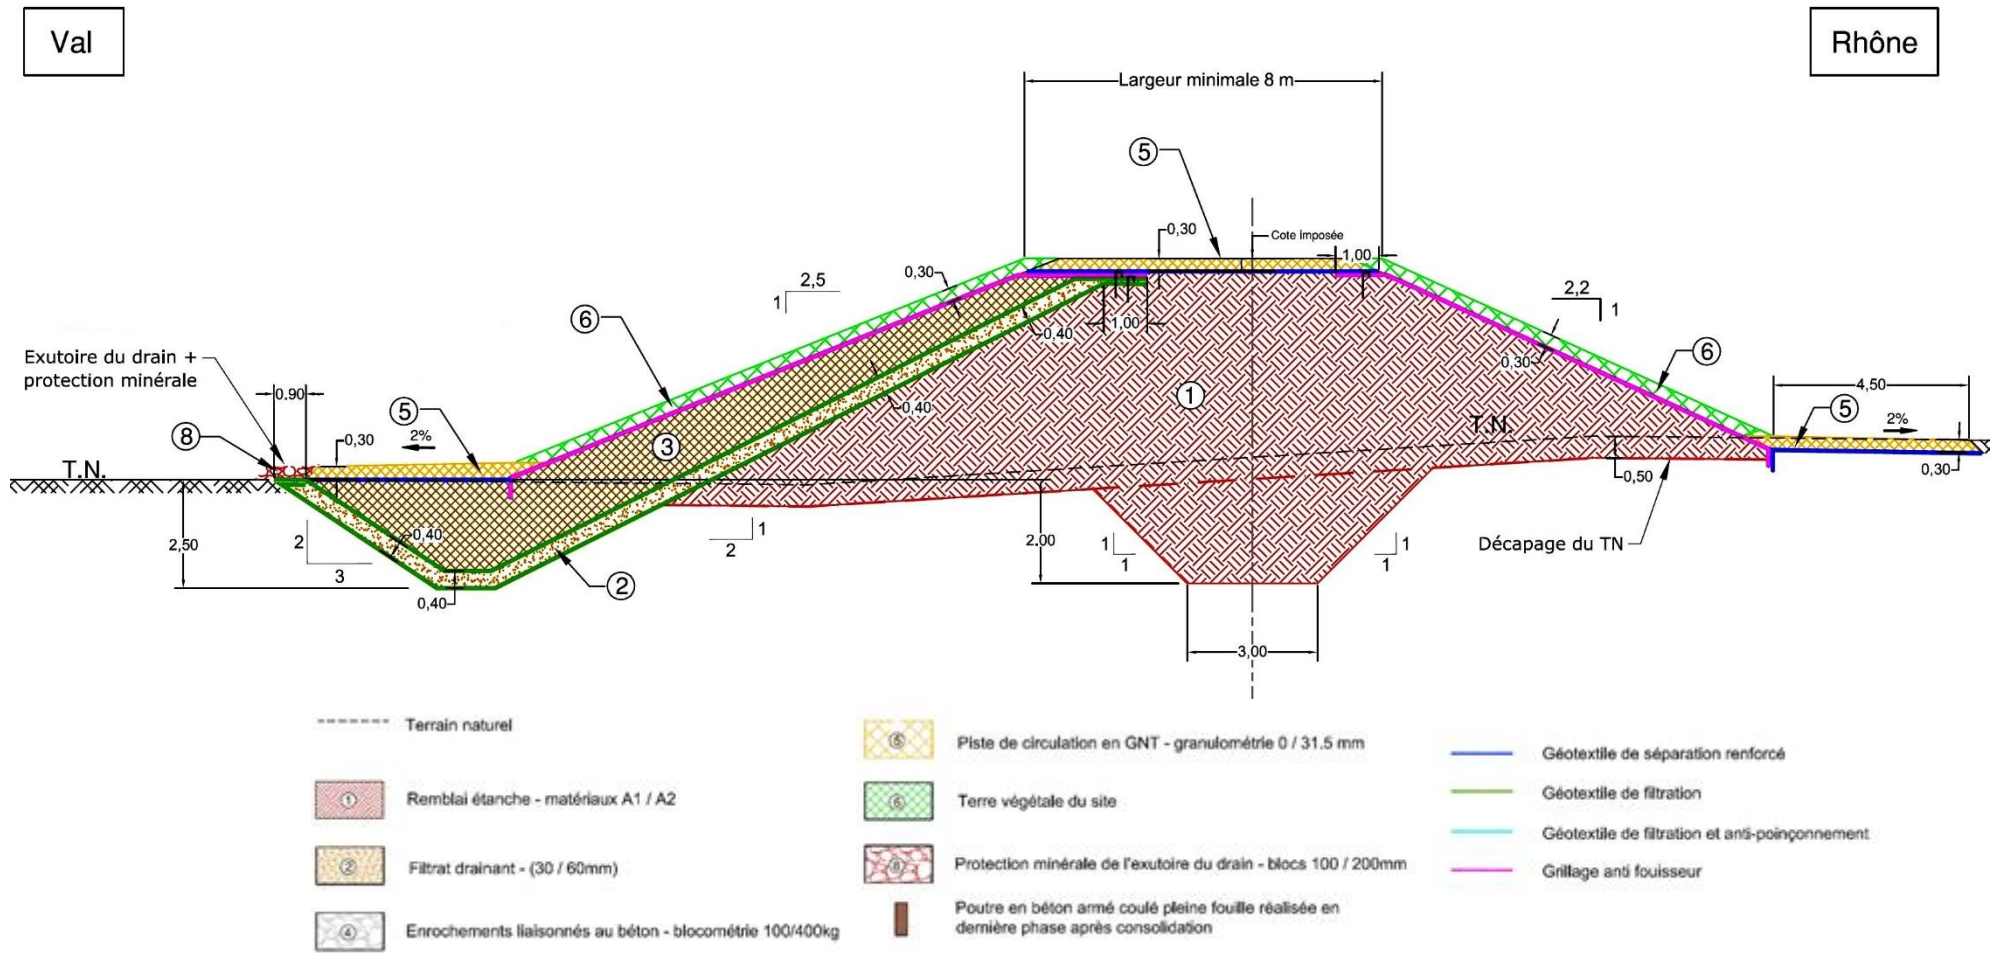 Val
Rhône
Largeur minimale 8 m
5
0,30
Cote imposée
1,00
2,5
1
0,30
2,2
1
6
0,40
1,00
6
Exutoire du drain +
protection minérale
0,30
0,90
0,40
1
4,50
5
2%
5
8
0,30
2%
3
T.N.
T.N.
0,50
0,30
2,50
2
3
0,40
1
2
2.00
1
1
1
1
Décapage du TN
0,40
2
3,00
Terrain naturel
1 Remblai étanche - matériaux A1 / A2
2 Filtrat drainant - (30 / 60mm)
4 Enrochements liaisonnés au béton - blocométrie 100/400kg
5 Piste de circulation en GNT - granulométrie 0 / 31.5 mm
6 Terre végétale du site
8 Protection minérale de l'exutoire du drain - blocs 100 / 200mm
Poutre en béton armé coulé pleine fouille réalisée en
dernière phase après consolidation
Géotextile de séparation renforcé
Géotextile de filtration
Géotextile de filtration et anti-poinçonnement
Grillage anti fouisseur